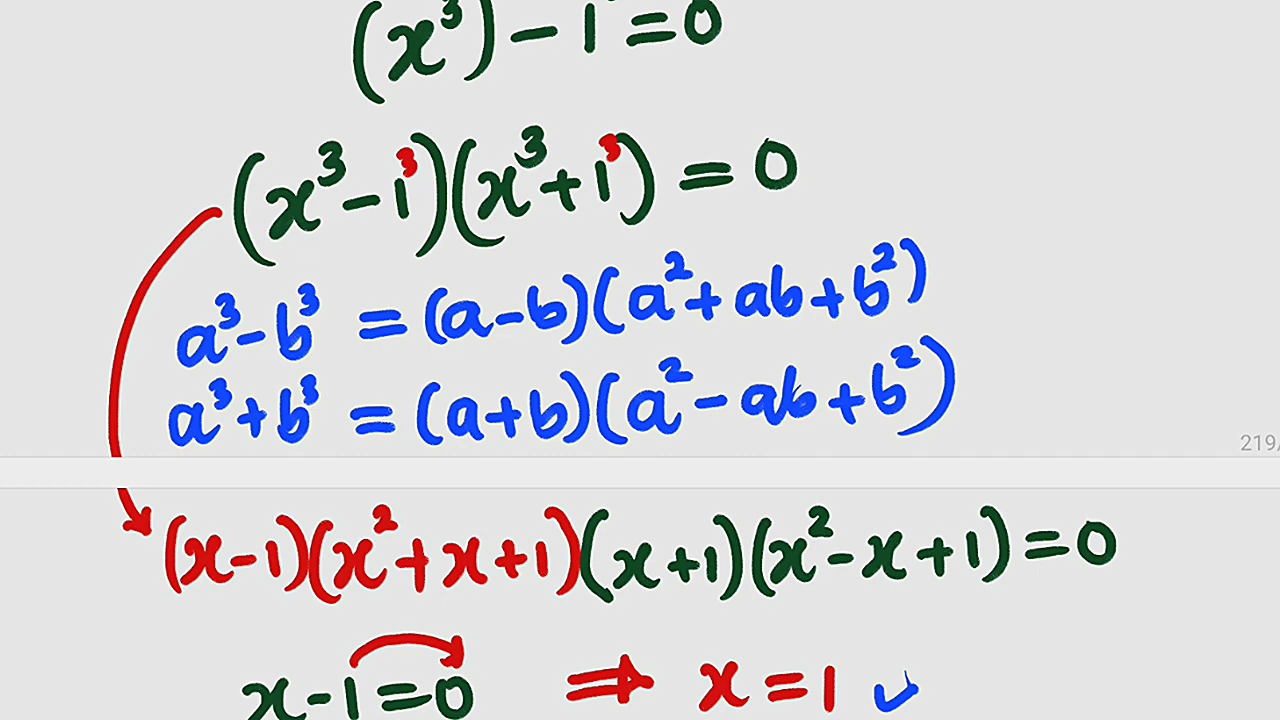 (x³) - 1 = 0
(x³ - 1³)(x³ + 1³) = 0
a³ - b³ = (a - b)(a² + ab + b²)
a³ + b³ = (a + b)(a² - ab + b²)
219/
(x - 1)(x² + x + 1)(x + 1)(x² - x + 1) = 0
x - 1 = 0 ⇒ x = 1 ✓